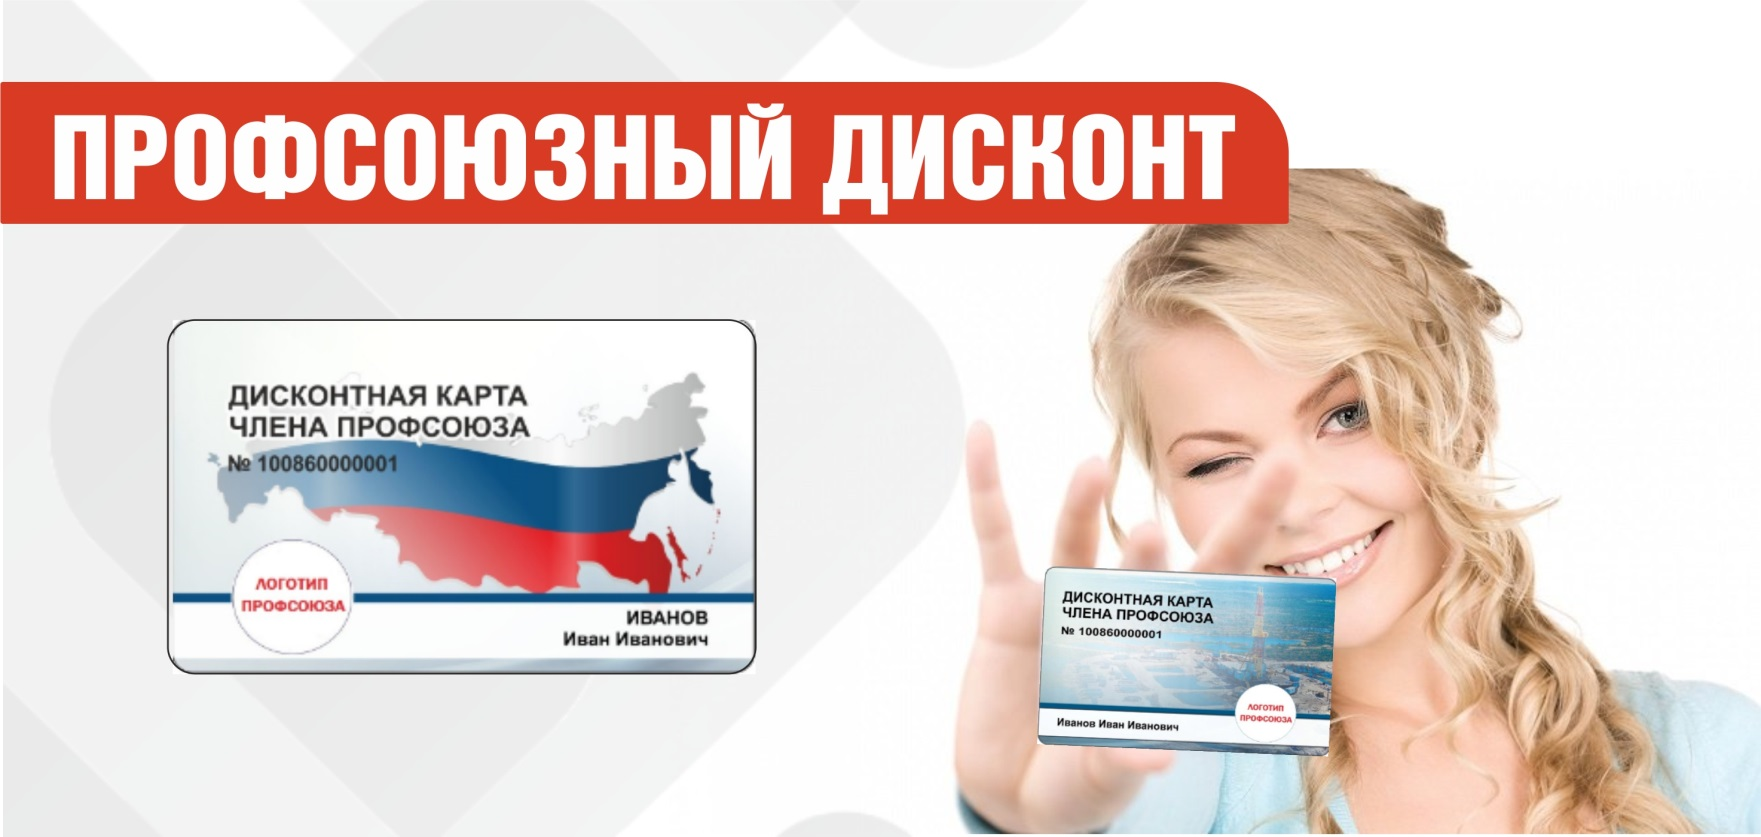 ПРОФСОЮЗНЫЙ ДИСКОНТ
ДИСКОНТНАЯ КАРТА
ЧЛЕНА ПРОФСОЮЗА
№ 100860000001
ЛОГОТИП
ПРОФСОЮЗА
ИВАНОВ
Иван Иванович
ДИСКОНТНАЯ КАРТА
ЧЛЕНА ПРОФСОЮЗА
№ 100860000001
Иванов Иван Иванович
ЛОГОТИП
ПРОФСОЮЗА